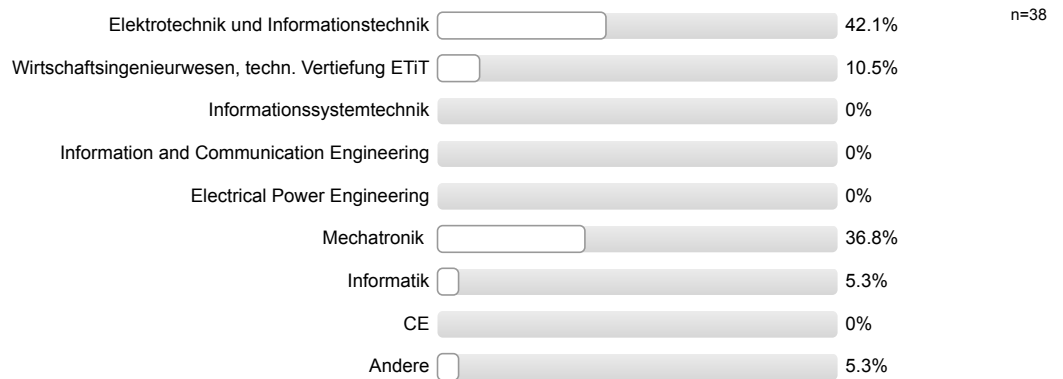 Elektrotechnik und Informationstechnik 42.1% n=38
Wirtschaftsingenieurwesen, techn. Vertiefung ETiT 10.5%
Informationssystemtechnik 0%
Information and Communication Engineering 0%
Electrical Power Engineering 0%
Mechatronik 36.8%
Informatik 5.3%
CE 0%
Andere 5.3%